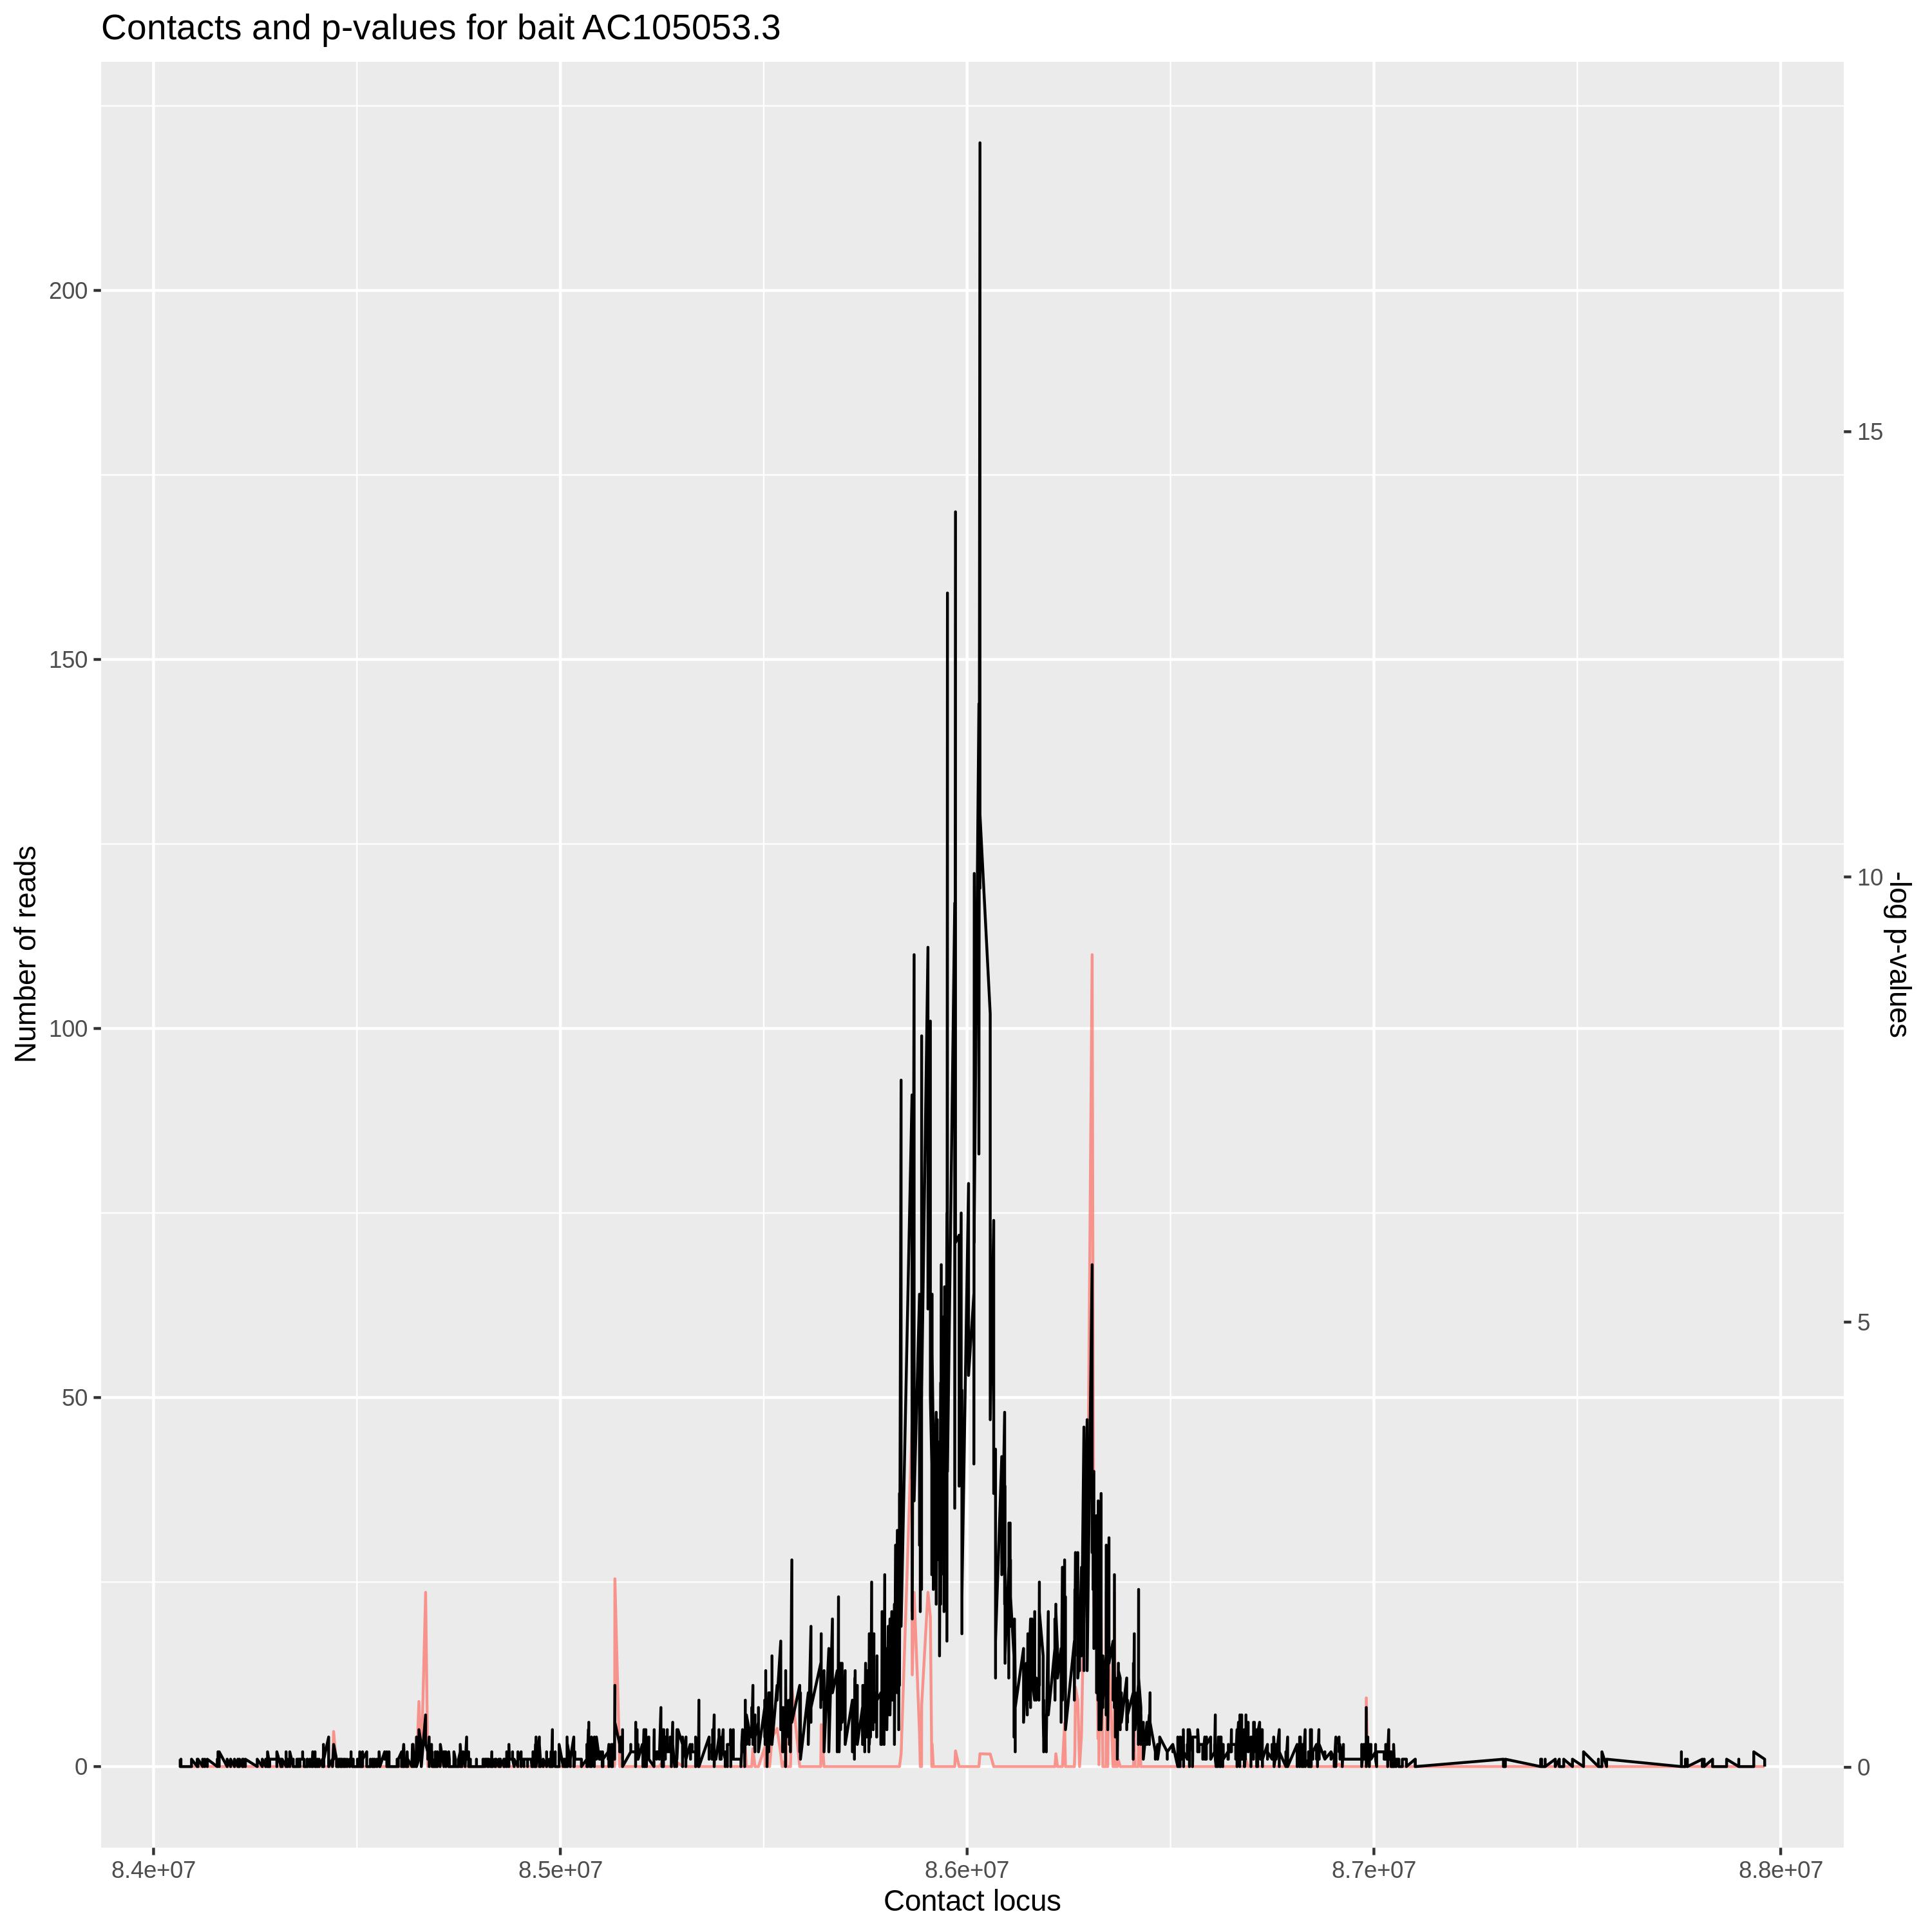 Contacts and p-values for bait AC105053.3
Number of reads
200
150
100
50
0
15
10
5
0
-log p-values
8.4e+07 8.5e+07 8.6e+07 8.7e+07 8.8e+07
Contact locus